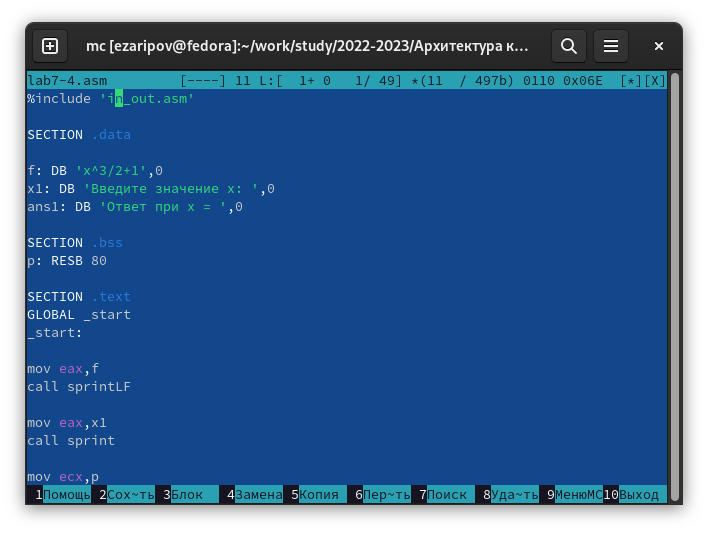 mc [ezaripov@fedora]:~/work/study/2022-2023/Архитектура к…
lab7-4.asm [----] 11 L:[ 1+ 0 1/ 49] *(11 / 497b) 0110 0x06E [*][X]
%include 'in_out.asm'
SECTION .data
f: DB 'x^3/2+1',0
x1: DB 'Введите значение x: ',0
ans1: DB 'Ответ при x = ',0
SECTION .bss
p: RESB 80
SECTION .text
GLOBAL _start
_start:
mov eax,f
call sprintLF
mov eax,x1
call sprint
mov ecx,p
1Помощь 2Сох~ть 3Блок 4Замена 5Копия 6Пер~ть 7Поиск 8Уда~ть 9МенюMC 10Выход